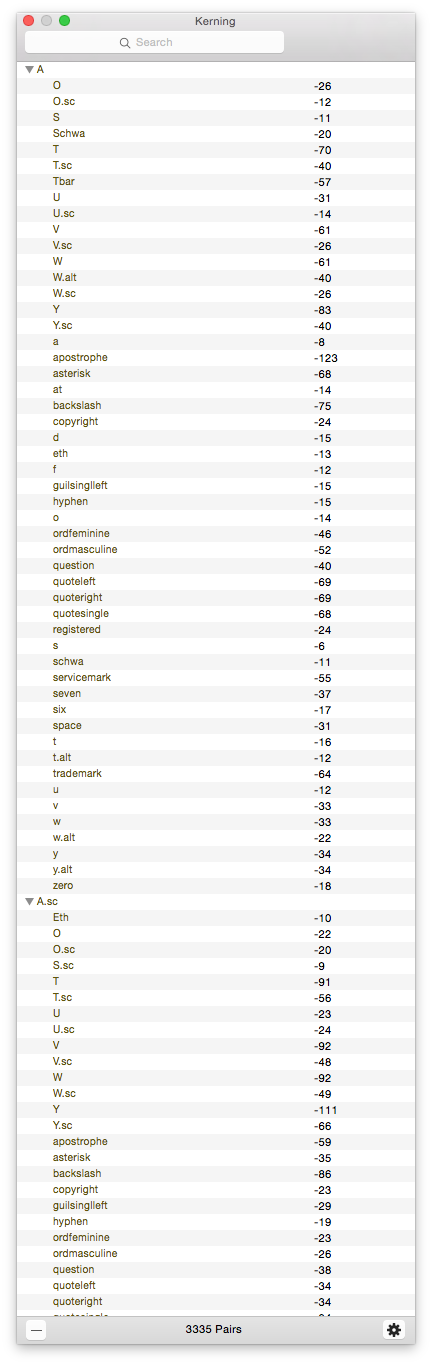 Kerning
Search
A
O -26
O.sc -12
S -11
Schwa -20
T -70
T.sc -40
Tbar -57
U -31
U.sc -14
V -61
V.sc -26
W -61
W.alt -40
W.sc -26
Y -83
Y.sc -40
a -8
apostrophe -123
asterisk -68
at -14
backslash -75
copyright -24
d -15
eth -13
f -12
guilsinglleft -15
hyphen -15
o -14
ordfeminine -46
ordmasculine -52
question -40
quoteleft -69
quoteright -69
quotesingle -68
registered -24
s -6
schwa -11
servicemark -55
seven -37
six -17
space -31
t -16
t.alt -12
trademark -64
u -12
v -33
w -33
w.alt -22
y -34
y.alt -34
zero -18
A.sc
Eth -10
O -22
O.sc -20
S.sc -9
T -91
T.sc -56
U -23
U.sc -24
V -92
V.sc -48
W -92
W.sc -49
Y -111
Y.sc -66
apostrophe -59
asterisk -35
backslash -86
copyright -23
guilsinglleft -29
hyphen -19
ordfeminine -23
ordmasculine -26
question -38
quoteleft -34
quoteright -34
3335 Pairs